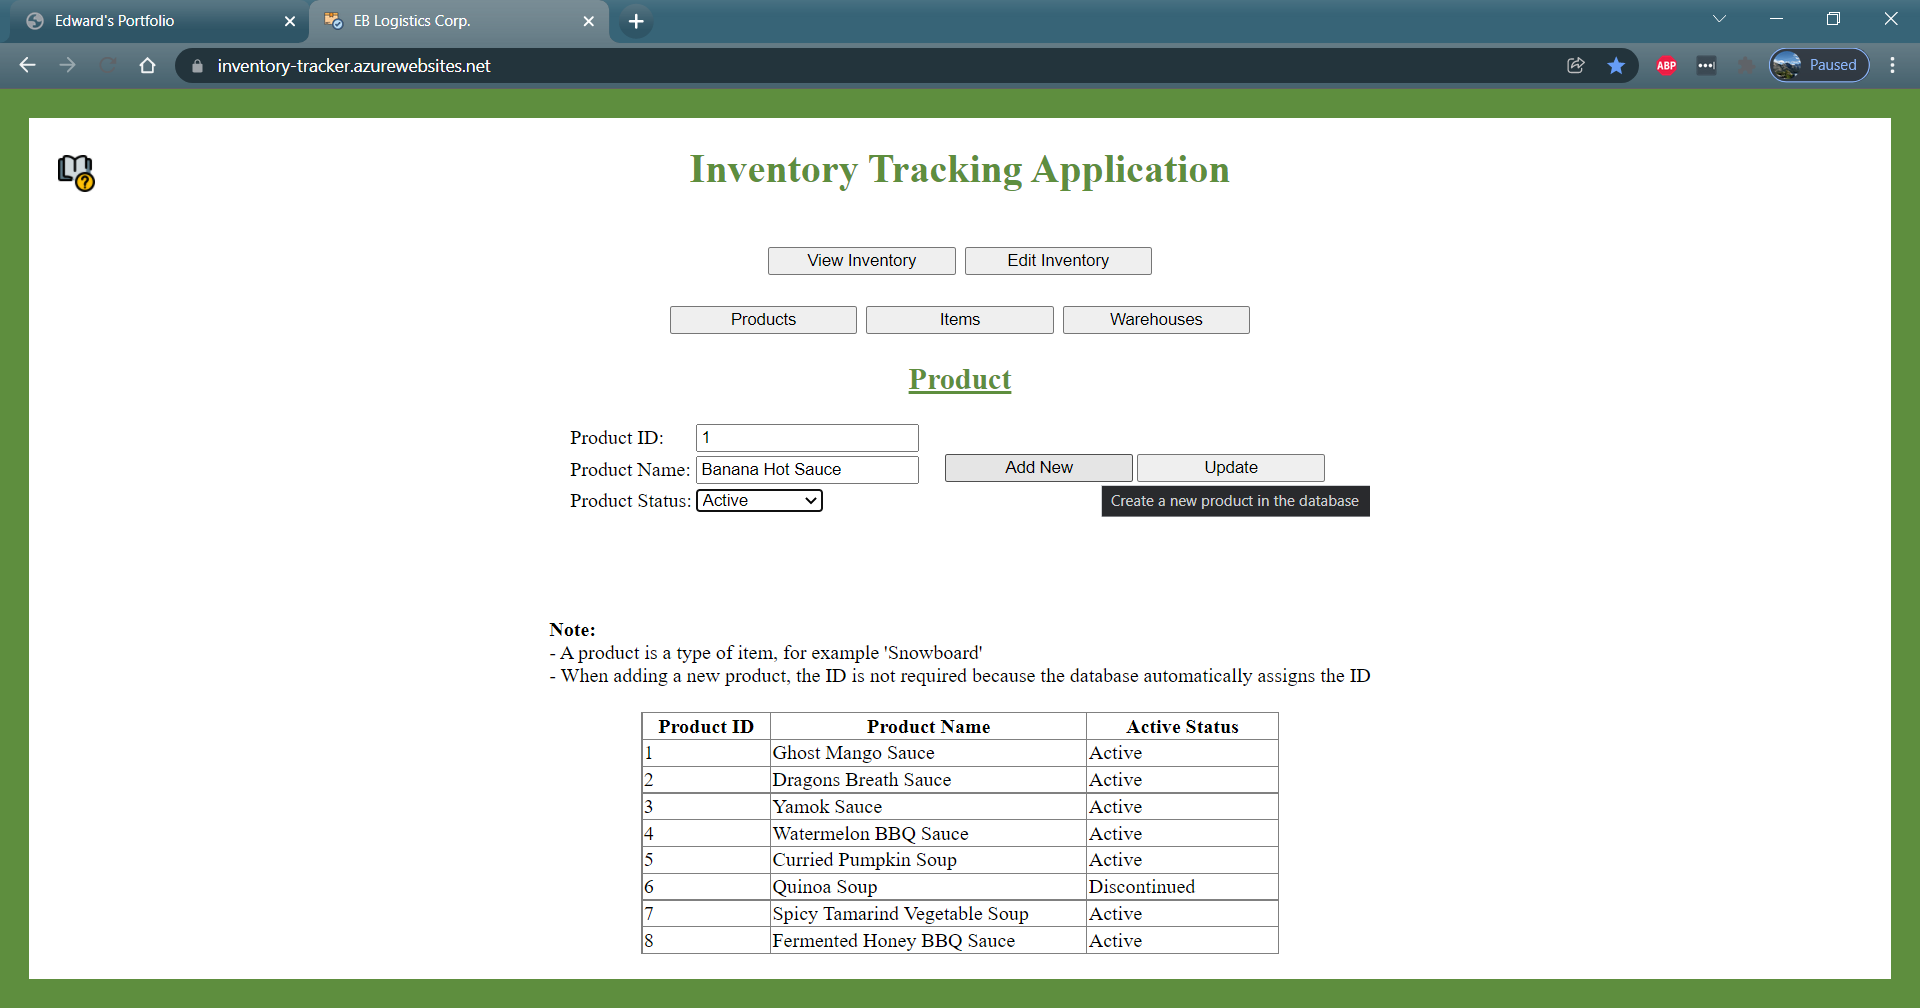 Edward's Portfolio
EB Logistics Corp.
inventory-tracker.azurewebsites.net
ABP
Paused
Inventory Tracking Application
View Inventory Edit Inventory
Products Items Warehouses
Product
Product ID: 1
Product Name: Banana Hot Sauce Add New Update
Product Status: Active
Create a new product in the database
Note:
- A product is a type of item, for example 'Snowboard'
- When adding a new product, the ID is not required because the database automatically assigns the ID
Product ID Product Name Active Status
1 Ghost Mango Sauce Active
2 Dragons Breath Sauce Active
3 Yamok Sauce Active
4 Watermelon BBQ Sauce Active
5 Curried Pumpkin Soup Active
6 Quinoa Soup Discontinued
7 Spicy Tamarind Vegetable Soup Active
8 Fermented Honey BBQ Sauce Active